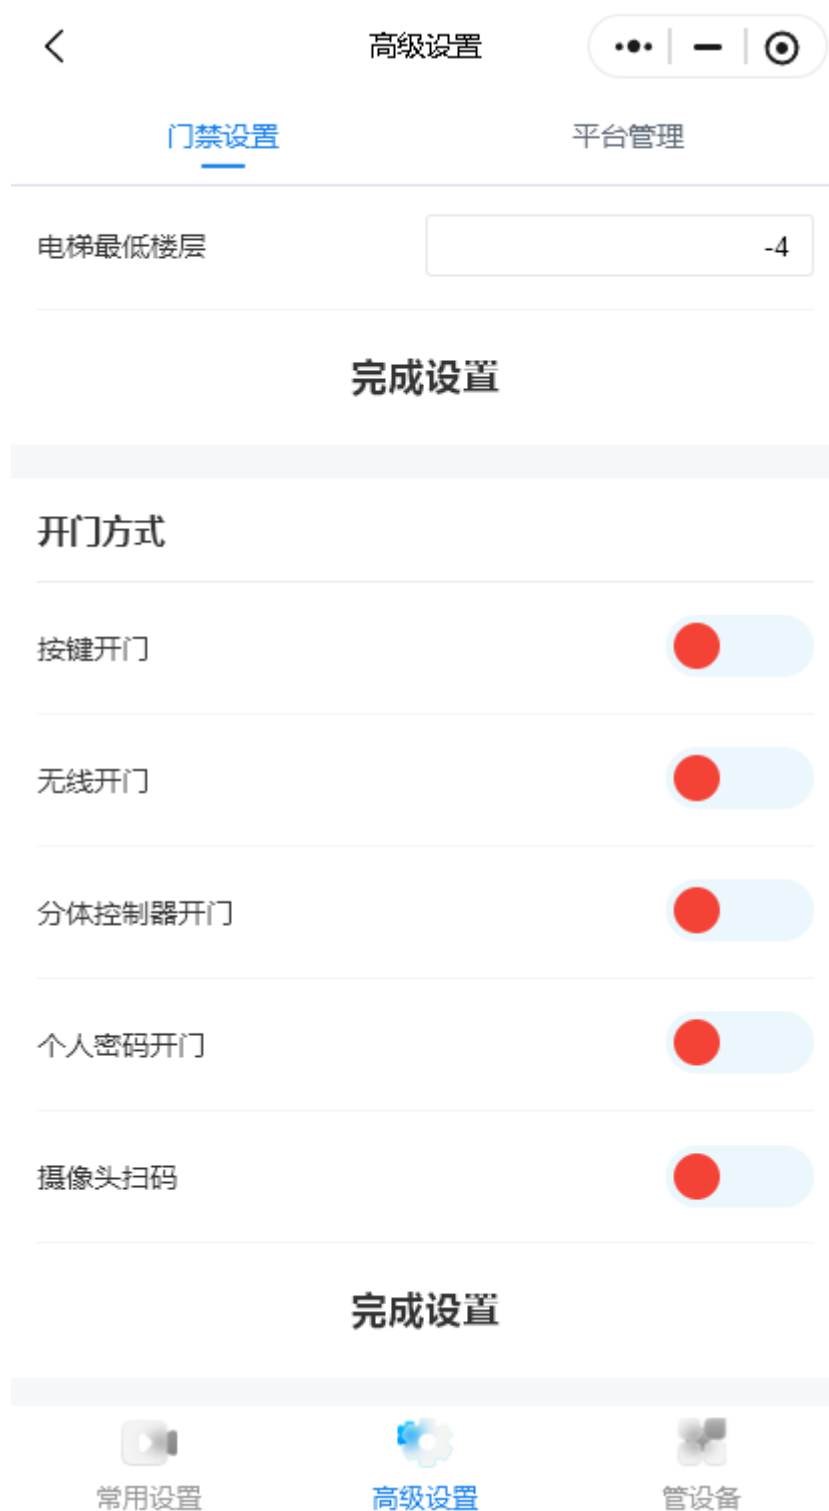 高级设置
门禁设置
平台管理
电梯最低楼层
-4
完成设置
开门方式
按键开门
无线开门
分体控制器开门
个人密码开门
摄像头扫码
完成设置
常用设置
高级设置
管设备